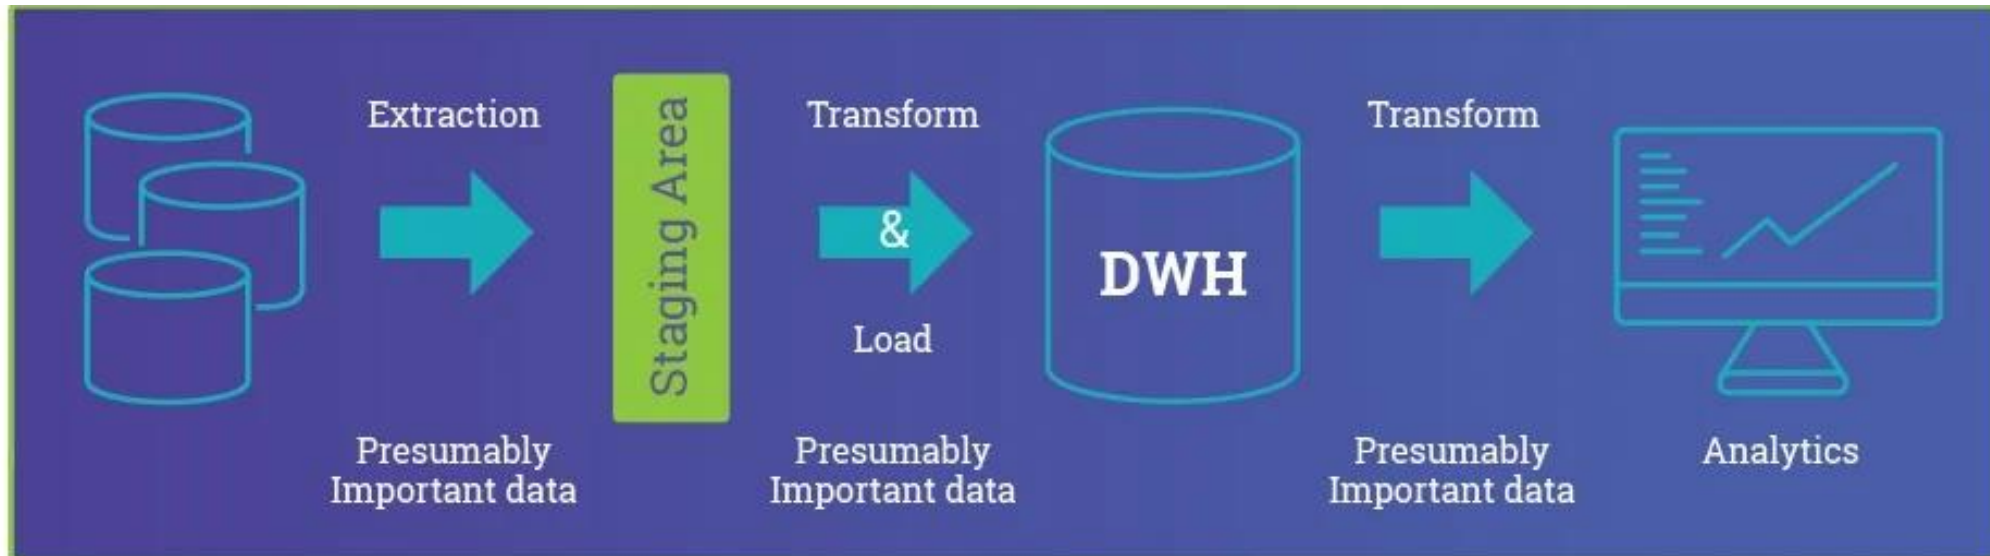 Extraction
Staging Area
Transform
&
Load
DWH
Transform
Presumably
Important data
Presumably
Important data
Presumably
Important data
Analytics